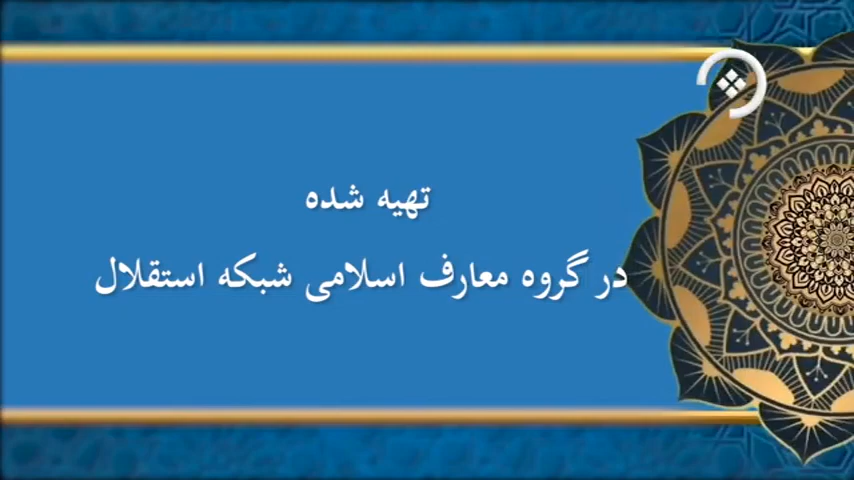 تهیه شده
در گروه معارف اسلامی شبکه استقلال